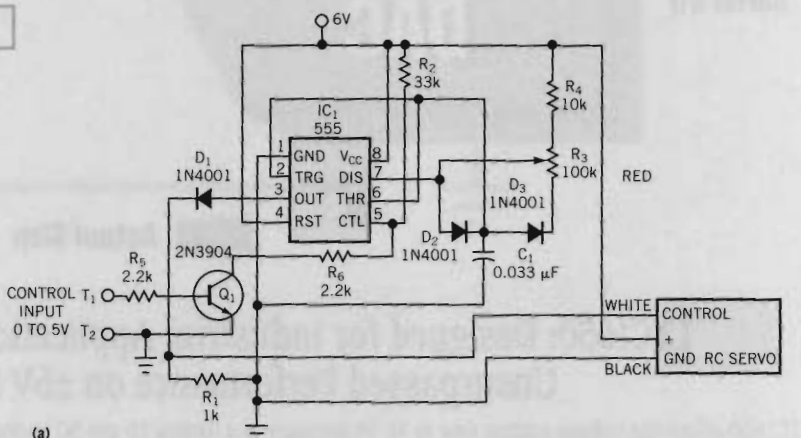 6V
R2
33k
R4
10k
IC1
555
1 GND VCC 8
2 TRG DIS 7
3 OUT THR 6
4 RST CTL 5
D1
1N4001
R3
100k
RED
D3
1N4001
D2
1N4001
C1
0.033 μF
2N3904
R5
2.2k
R6
2.2k
Q1
CONTROL T1
INPUT
0 TO 5V T2
WHITE
CONTROL
+
GND RC SERVO
BLACK
R1
1k
(a)